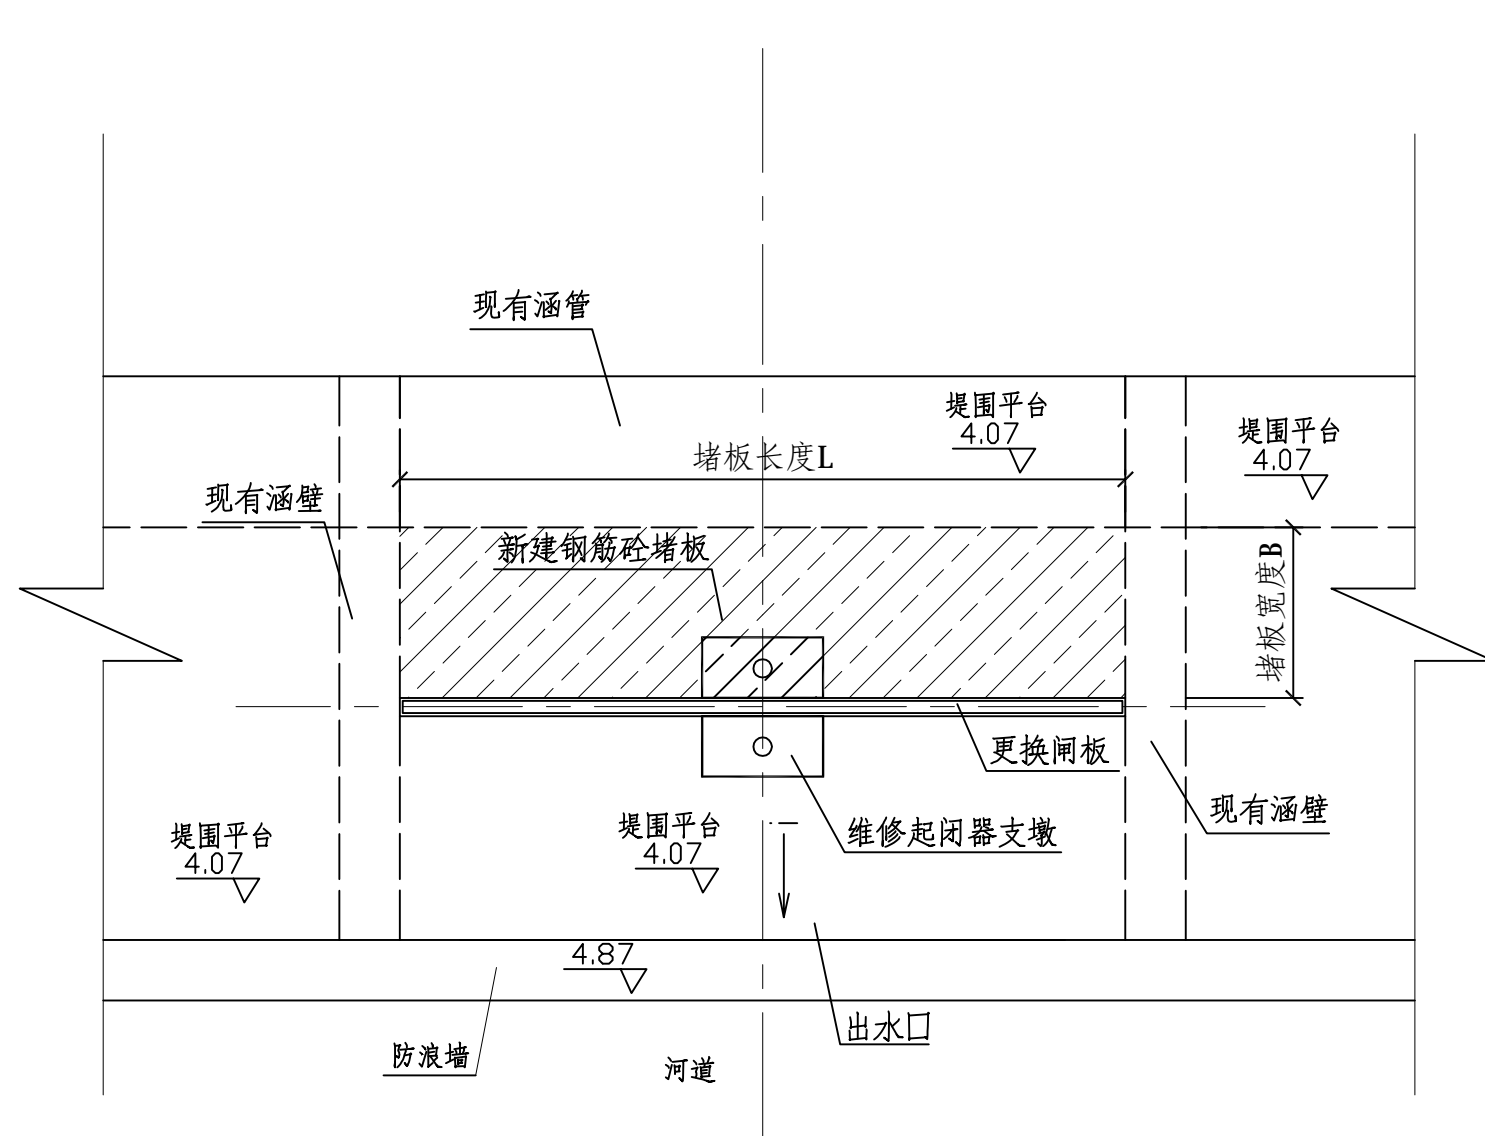 现有涵管
堤围平台
4.07
堤围平台
4.07
堵板长度L
现有涵壁
新建钢筋砼堵板
堵板宽度B
更换闸板
现有涵壁
堤围平台
4.07
堤围平台
4.07
维修起闭器支墩
4.87
出水口
防浪墙
河道